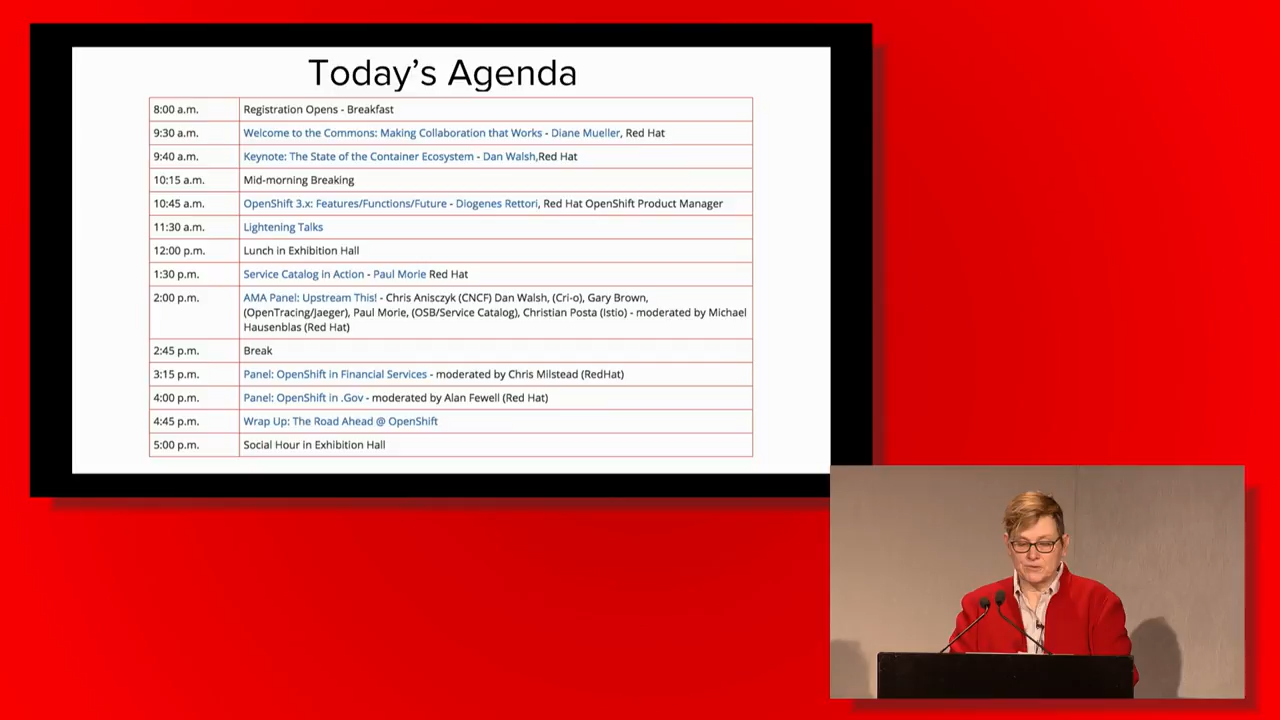 Today's Agenda
8:00 a.m. Registration Opens - Breakfast
9:30 a.m. Welcome to the Commons: Making Collaboration that Works - Diane Mueller, Red Hat
9:40 a.m. Keynote: The State of the Container Ecosystem - Dan Walsh,Red Hat
10:15 a.m. Mid-morning Breaking
10:45 a.m. OpenShift 3.x: Features/Functions/Future - Diogenes Rettori, Red Hat OpenShift Product Manager
11:30 a.m. Lightening Talks
12:00 p.m. Lunch in Exhibition Hall
1:30 p.m. Service Catalog in Action - Paul Morie Red Hat
2:00 p.m. AMA Panel: Upstream This! - Chris Anisczyk (CNCF) Dan Walsh, (Cri-o), Gary Brown,
(OpenTracing/Jaeger), Paul Morie, (OSB/Service Catalog), Christian Posta (Istio) - moderated by Michael
Hausenblas (Red Hat)
2:45 p.m. Break
3:15 p.m. Panel: OpenShift in Financial Services - moderated by Chris Milstead (RedHat)
4:00 p.m. Panel: OpenShift in .Gov - moderated by Alan Fewell (Red Hat)
4:45 p.m. Wrap Up: The Road Ahead @ OpenShift
5:00 p.m. Social Hour in Exhibition Hall